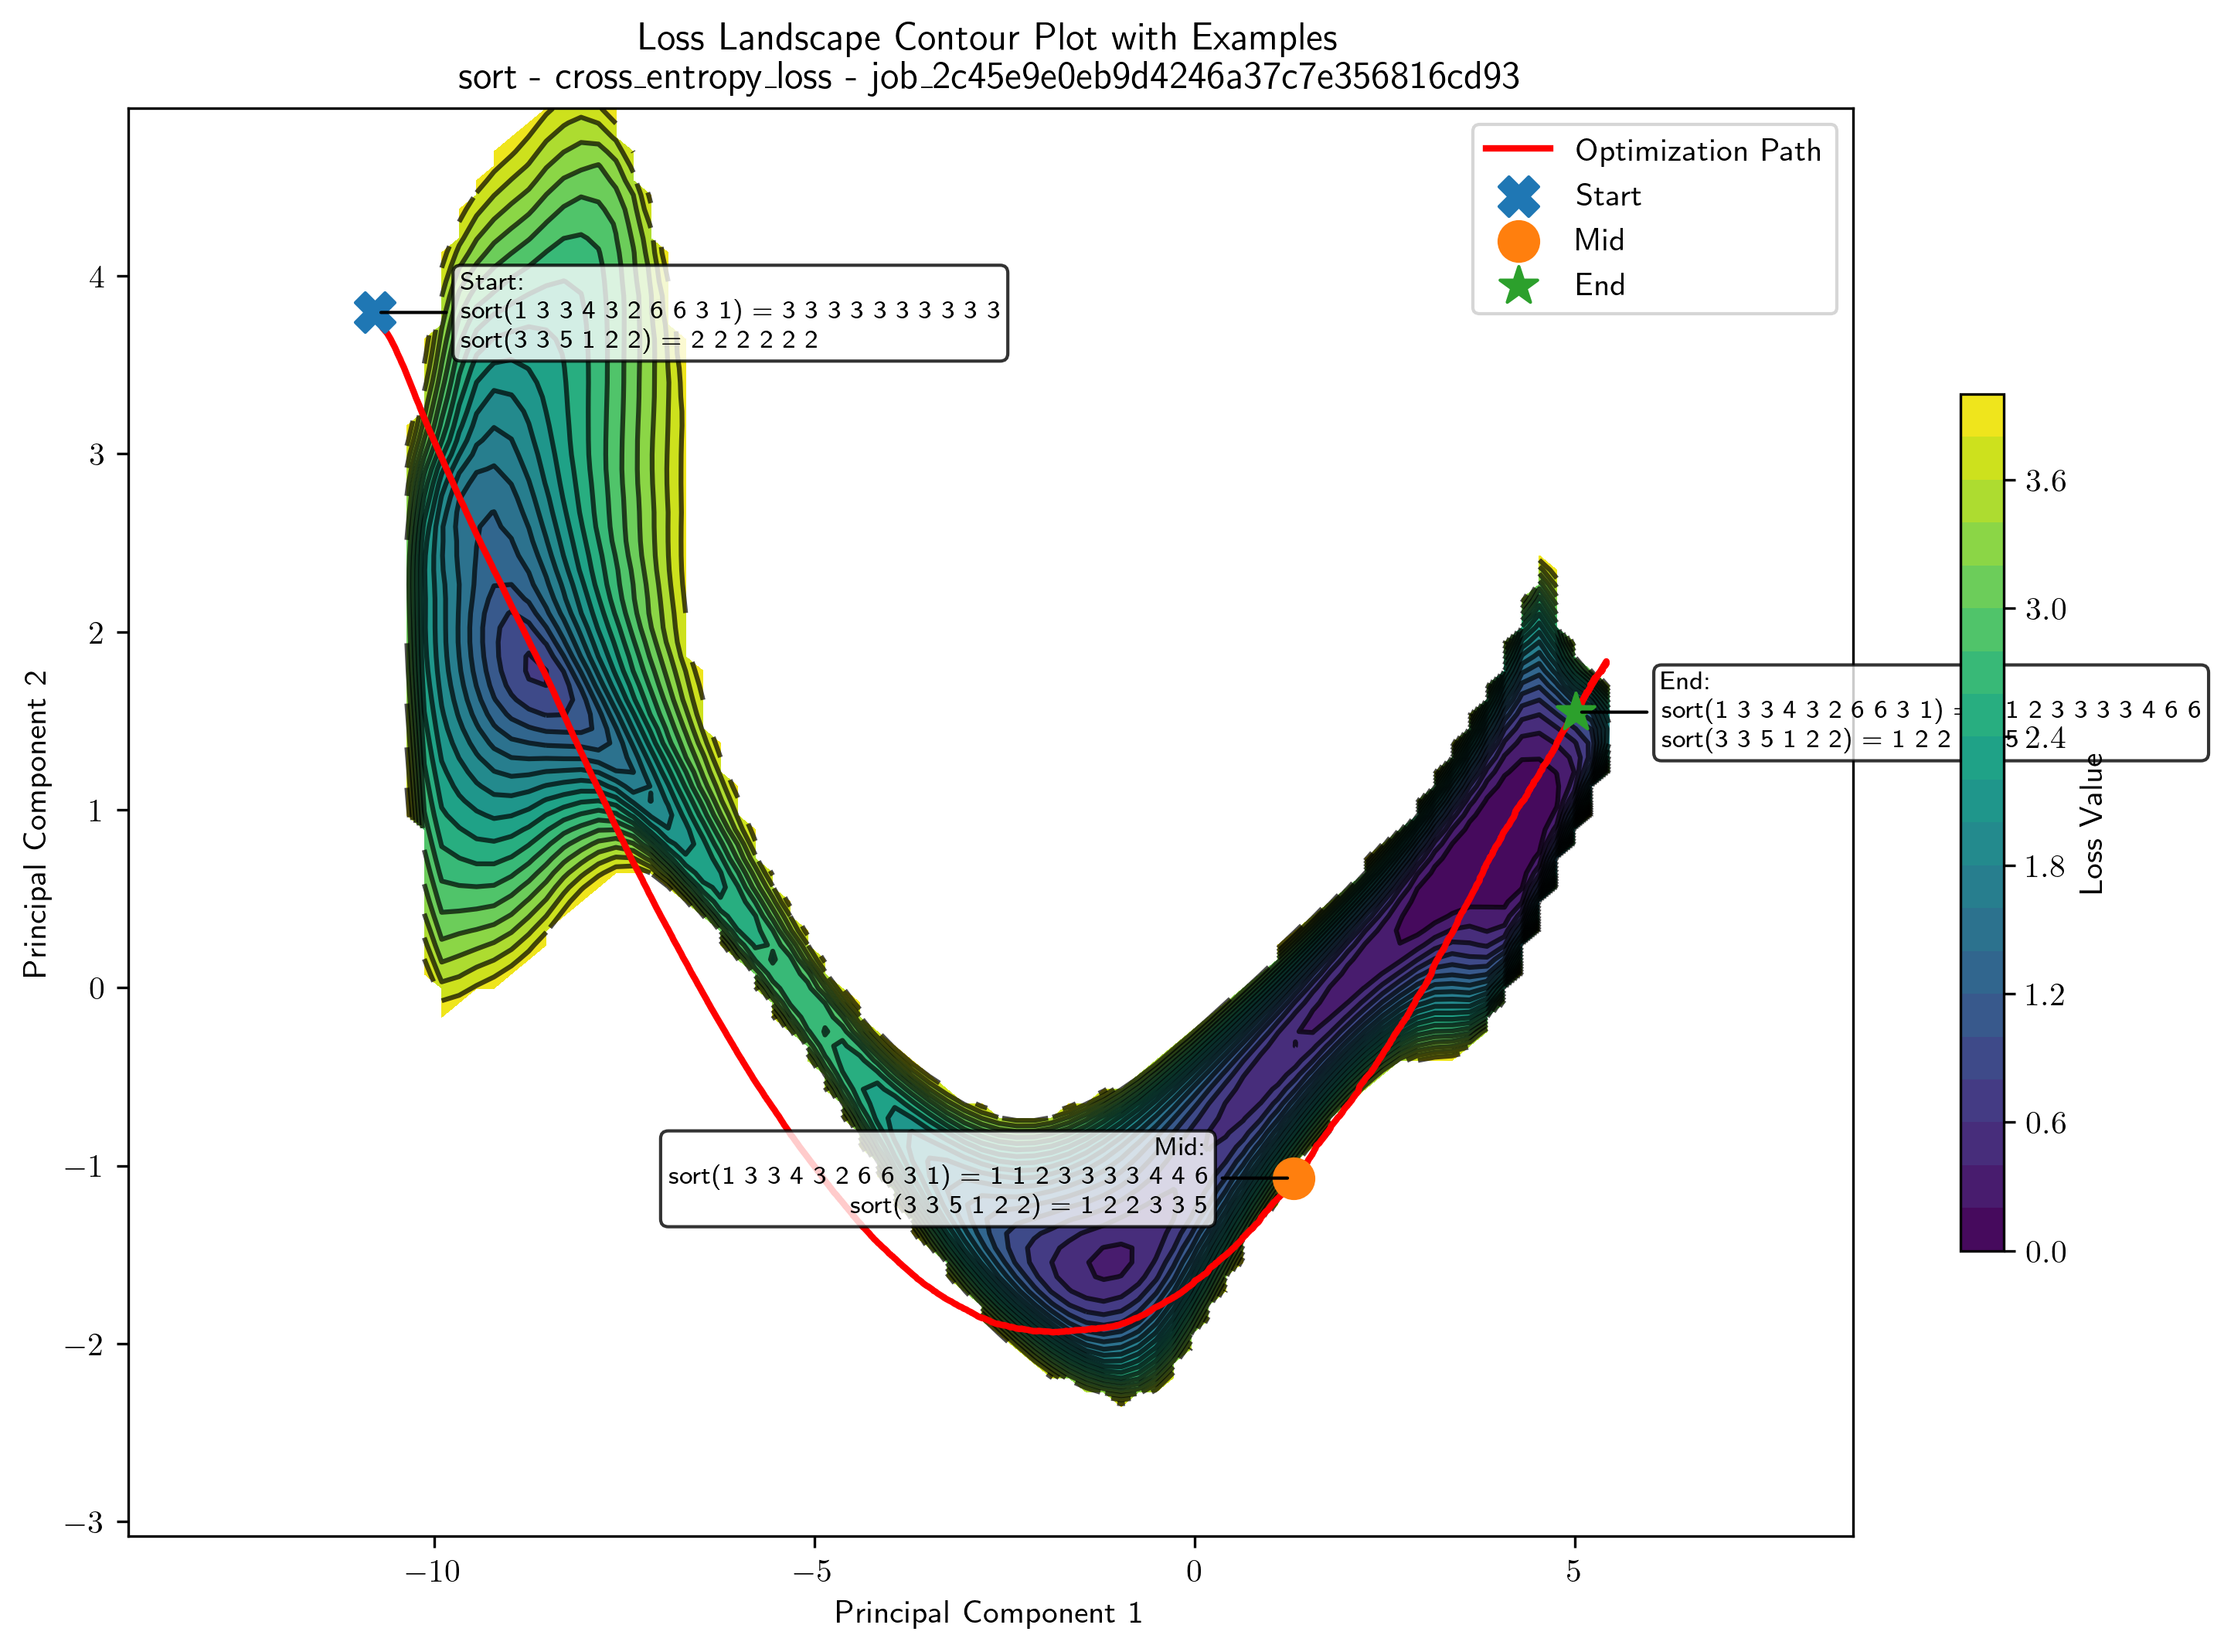 Loss Landscape Contour Plot with Examples
sort - cross_entropy_loss - job_2c45e9e0eb9d4246a37c7e356816cd93
Optimization Path
Start
Mid
End
Start:
sort(1 3 3 4 3 2 6 6 3 1) = 3 3 3 3 3 3 3 3 3 3
sort(3 3 5 1 2 2) = 2 2 2 2 2 2
End:
sort(1 3 3 4 3 2 6 6 3 1) = 1 2 3 3 3 3 4 6 6
sort(3 3 5 1 2 2) = 1 2 2 5
Mid:
sort(1 3 3 4 3 2 6 6 3 1) = 1 1 2 3 3 3 3 4 4 6
sort(3 3 5 1 2 2) = 1 2 2 3 3 5
4
3
2
1
0
−1
−2
−3
Principal Component 2
−10
−5
0
5
Principal Component 1
3.6
3.0
2.4
1.8
1.2
0.6
0.0
Loss Value